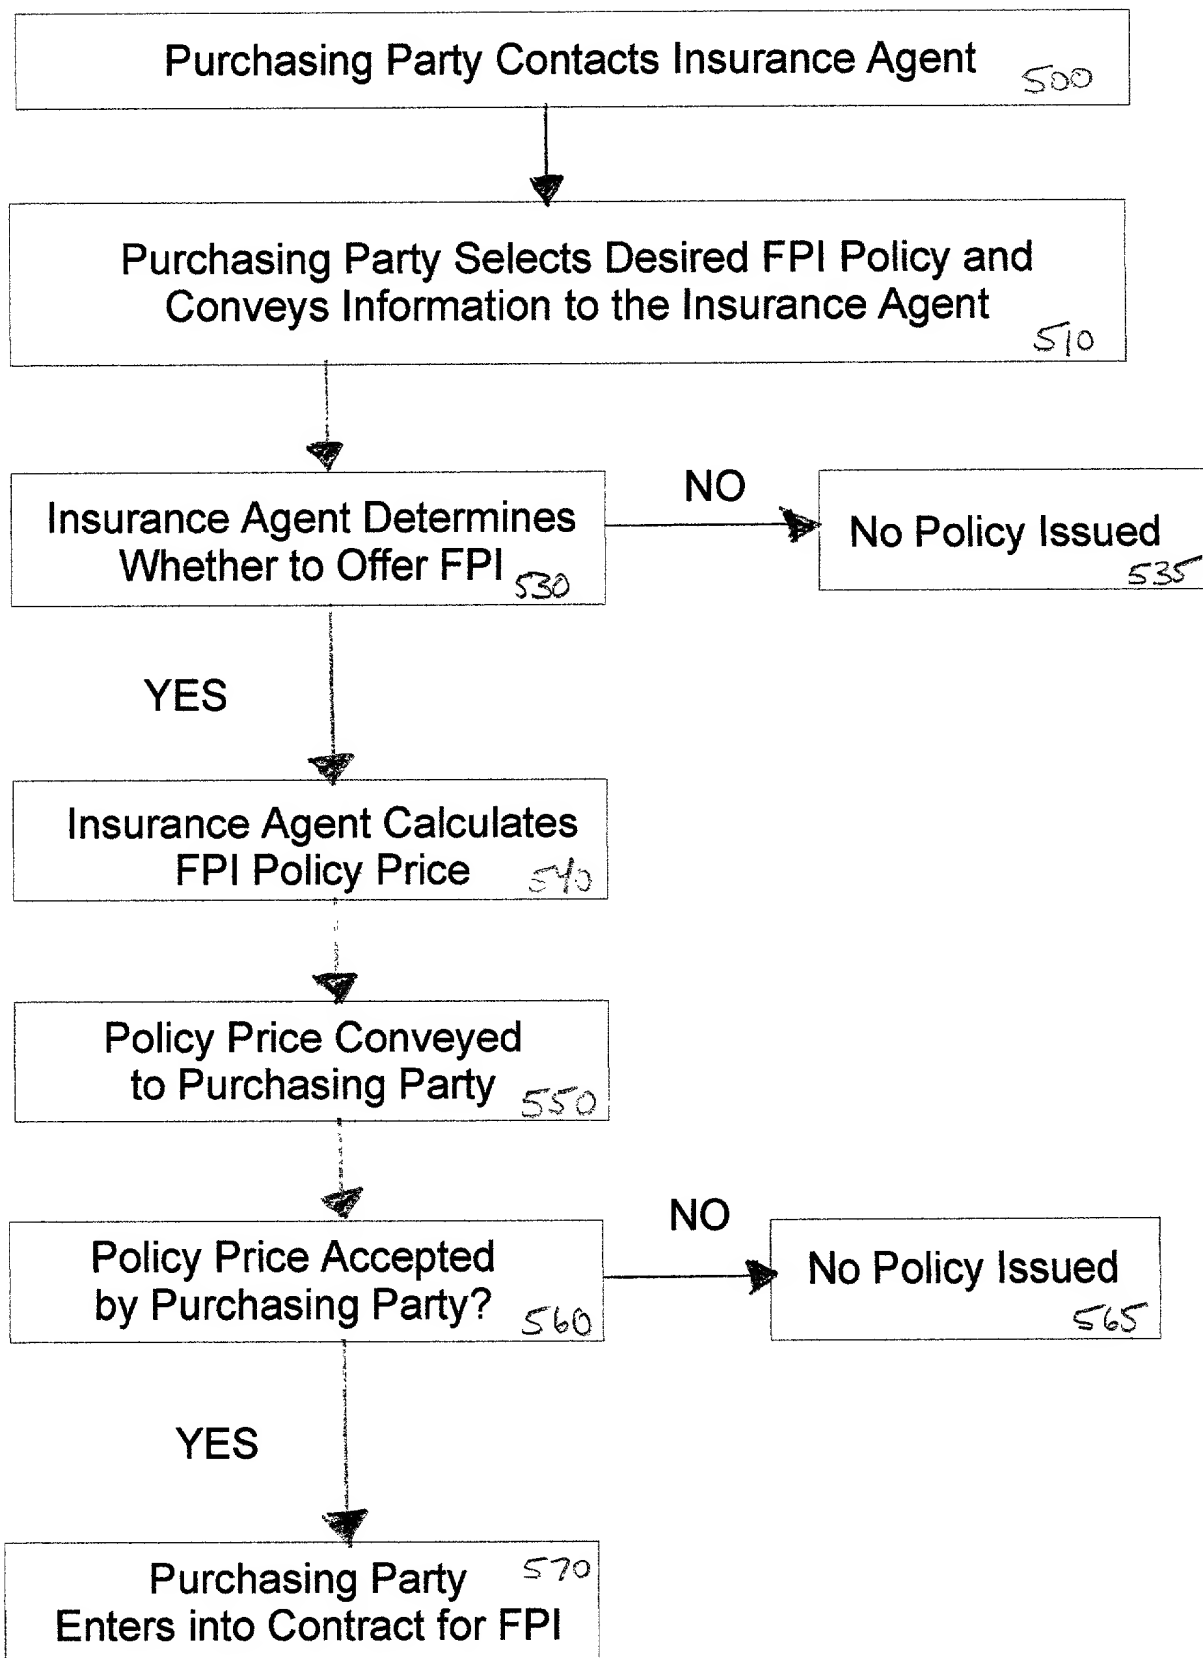 Purchasing Party Contacts Insurance Agent
500
Purchasing Party Selects Desired FPI Policy and
Conveys Information to the Insurance Agent
510
Insurance Agent Determines
Whether to Offer FPI
530
NO
No Policy Issued
535
YES
Insurance Agent Calculates
FPI Policy Price
540
Policy Price Conveyed
to Purchasing Party
550
Policy Price Accepted
by Purchasing Party?
560
NO
No Policy Issued
565
YES
570
Purchasing Party
Enters into Contract for FPI